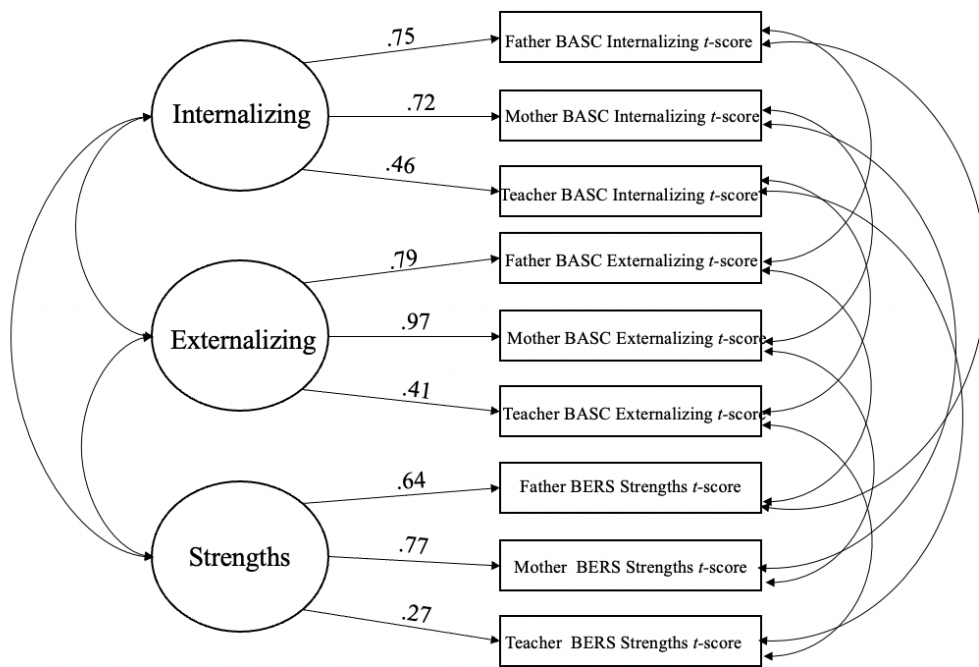 .75
Father BASC Internalizing t-score
Internalizing
.72
Mother BASC Internalizing t-score
.46
Teacher BASC Internalizing t-score
.79
Father BASC Externalizing t-score
Externalizing
.97
Mother BASC Externalizing t-score
.41
Teacher BASC Externalizing t-score
.64
Father BERS Strengths t-score
Strengths
.77
Mother BERS Strengths t-score
.27
Teacher BERS Strengths t-score